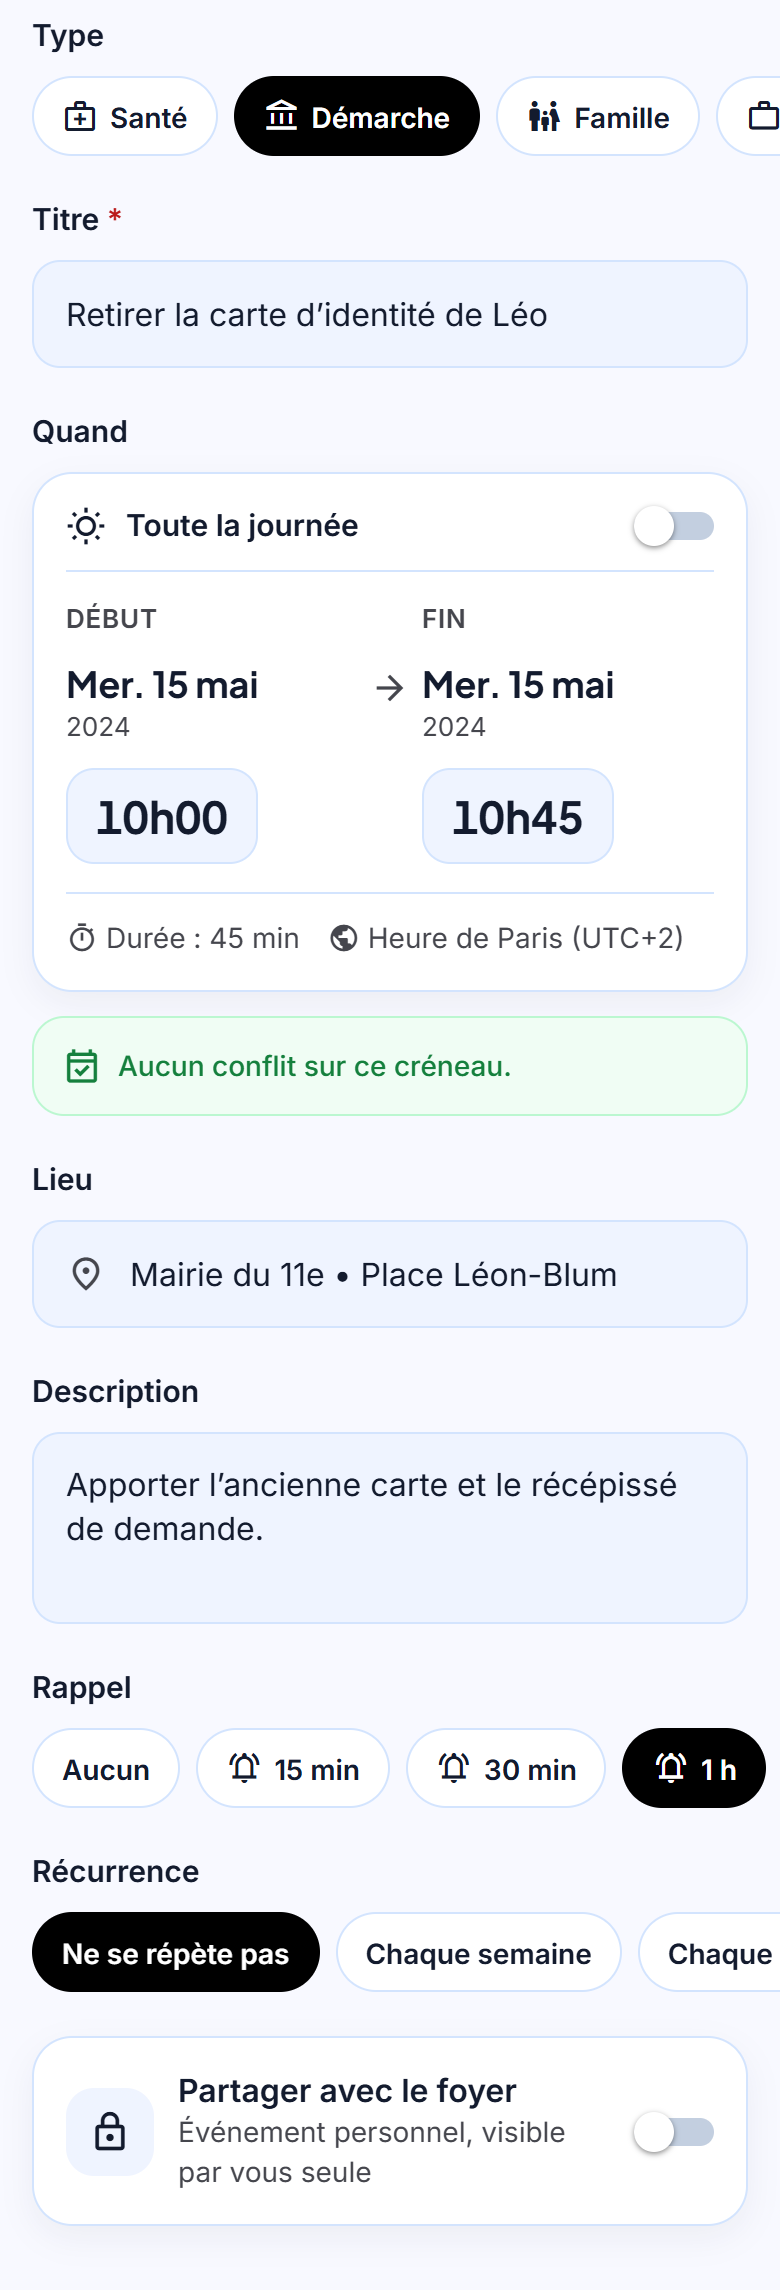 Type
Santé Démarche Famille
Titre *
Retirer la carte d’identité de Léo
Quand
Toute la journée
DÉBUT FIN
Mer. 15 mai → Mer. 15 mai
2024 2024
10h00 10h45
Durée : 45 min Heure de Paris (UTC+2)
Aucun conflit sur ce créneau.
Lieu
Mairie du 11e • Place Léon-Blum
Description
Apporter l’ancienne carte et le récépissé
de demande.
Rappel
Aucun 15 min 30 min 1 h
Récurrence
Ne se répète pas Chaque semaine Chaque
Partager avec le foyer
Événement personnel, visible
par vous seule